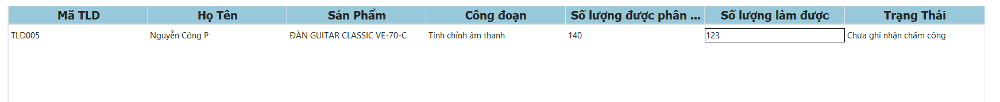 Mã TLD Họ Tên Sản Phẩm Công đoạn Số lượng được phân ... Số lượng làm được Trạng Thái
TLD005 Nguyễn Công P ĐÀN GUITAR CLASSIC VE-70-C Tinh chỉnh âm thanh 140 123 Chưa ghi nhận chấm công